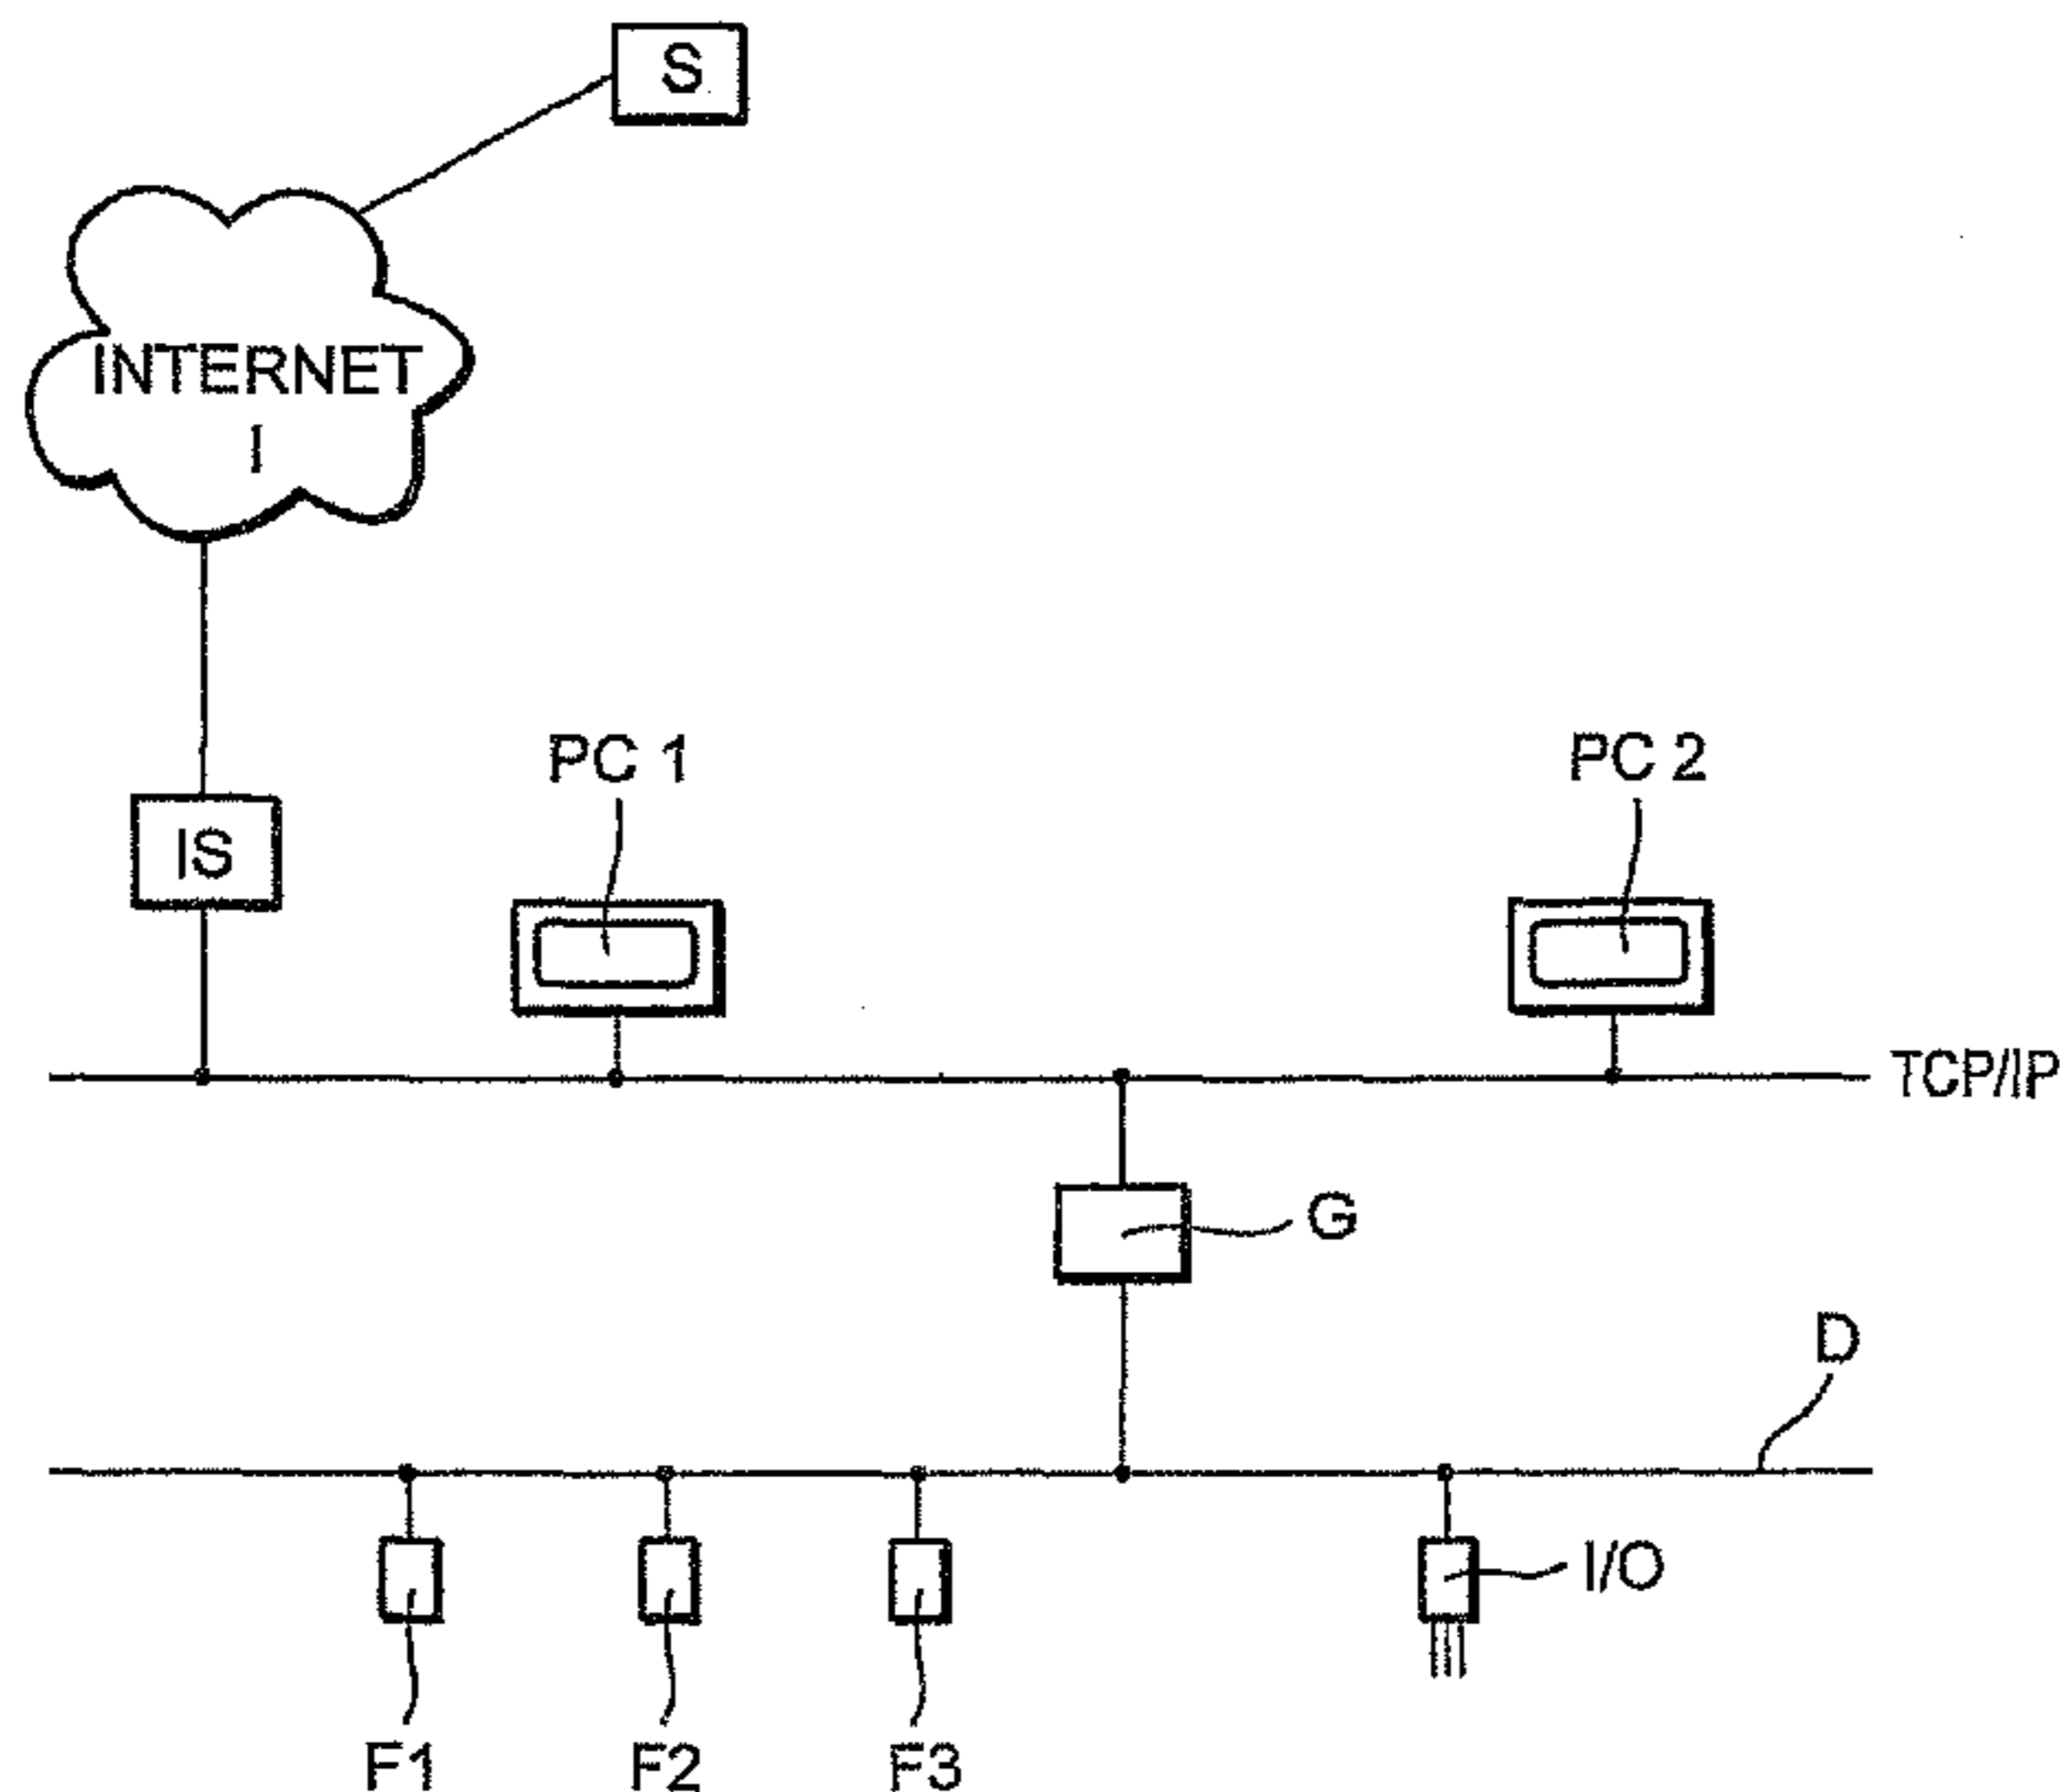 S
INTERNET
I
IS
PC 1
PC 2
TCP/IP
G
D
I/O
F1
F2
F3